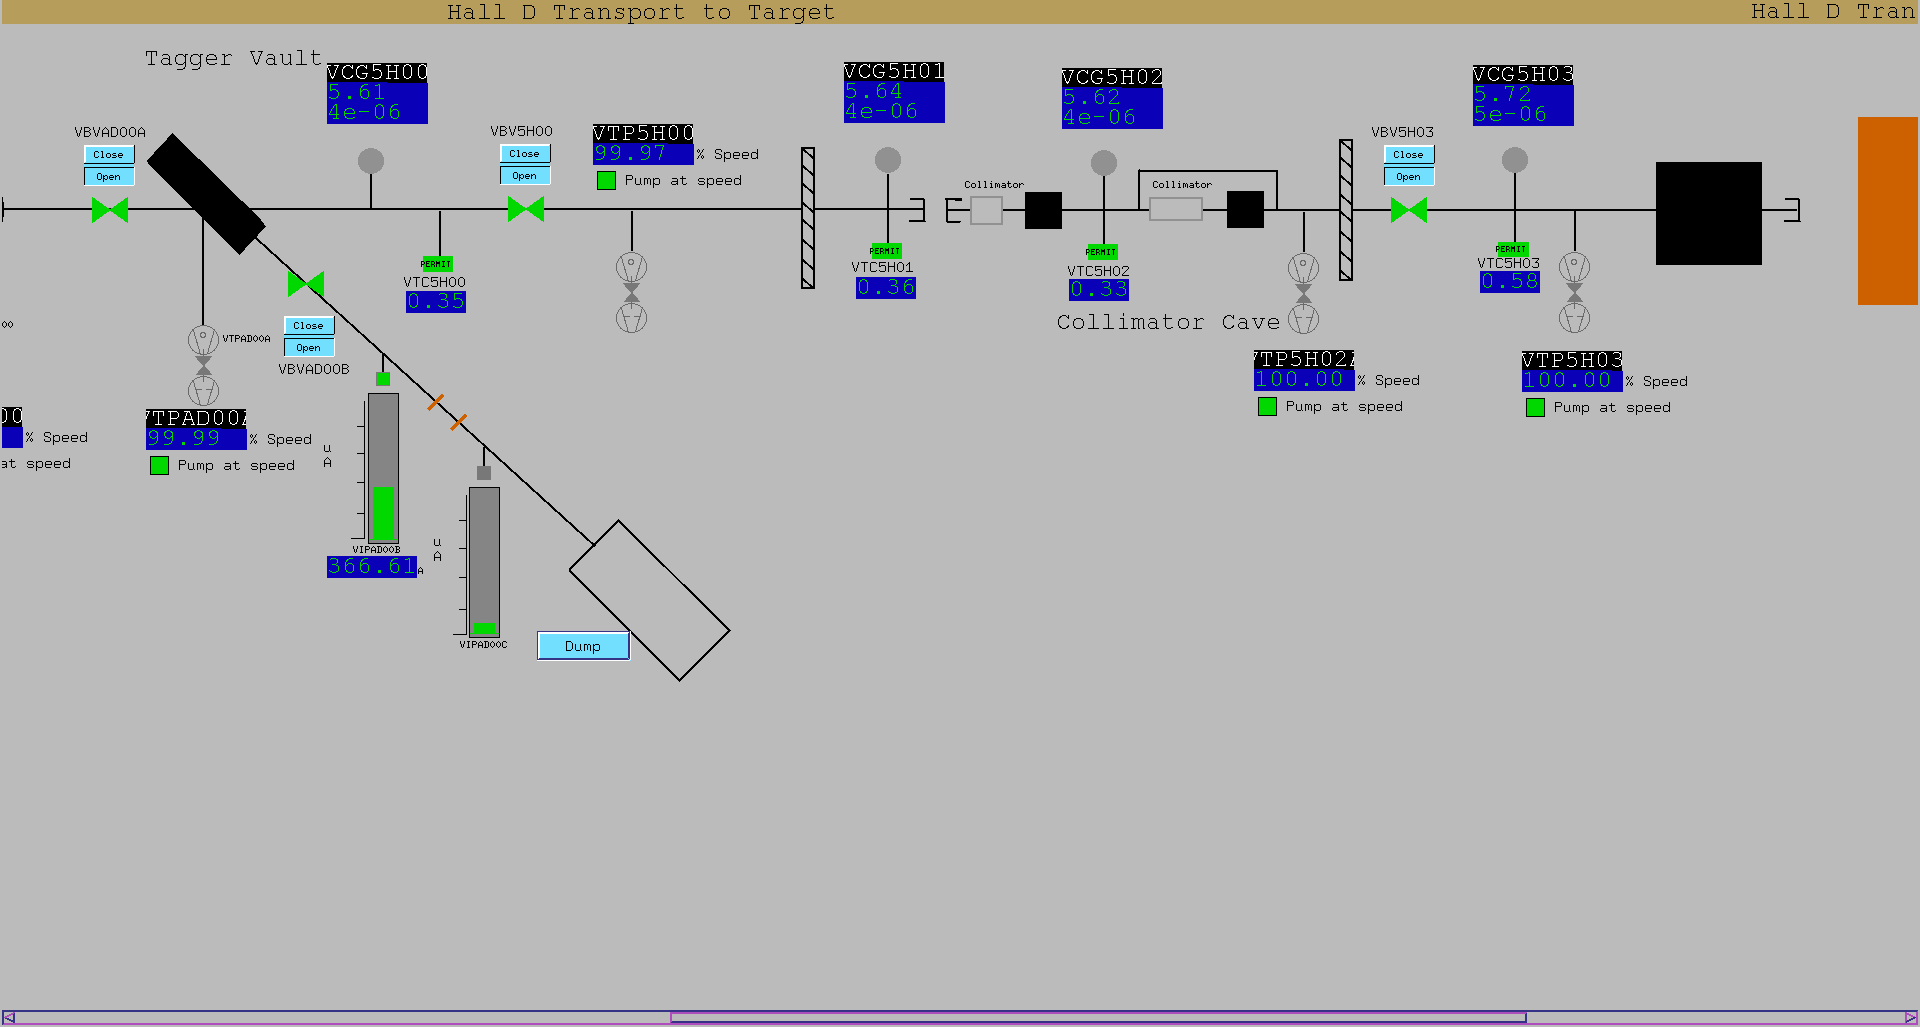 Hall D Transport to Target
Hall D Tran
Tagger Vault
VCG5H00
5.61
4e-06
VCG5H01
5.64
4e-06
VCG5H02
5.62
4e-06
VCG5H03
5.72
5e-06
VBVAD00A
Close
Open
VBV5H00
Close
Open
VTP5H00
99.97 % Speed
Pump at speed
VBV5H03
Close
Open
Collimator
Collimator
PERMIT
VTC5H00
0.35
PERMIT
VTC5H01
0.36
PERMIT
VTC5H02
0.33
PERMIT
VTC5H03
0.58
Collimator Cave
00
VTPAD00A
Close
Open
VBVAD00B
VTP5H02A
100.00 % Speed
Pump at speed
VTP5H03
100.00 % Speed
Pump at speed
00
% Speed
at speed
VTPAD00A
99.99 % Speed
Pump at speed
u
A
VIPAD00B
366.61 A
u
A
VIPAD00C
Dump